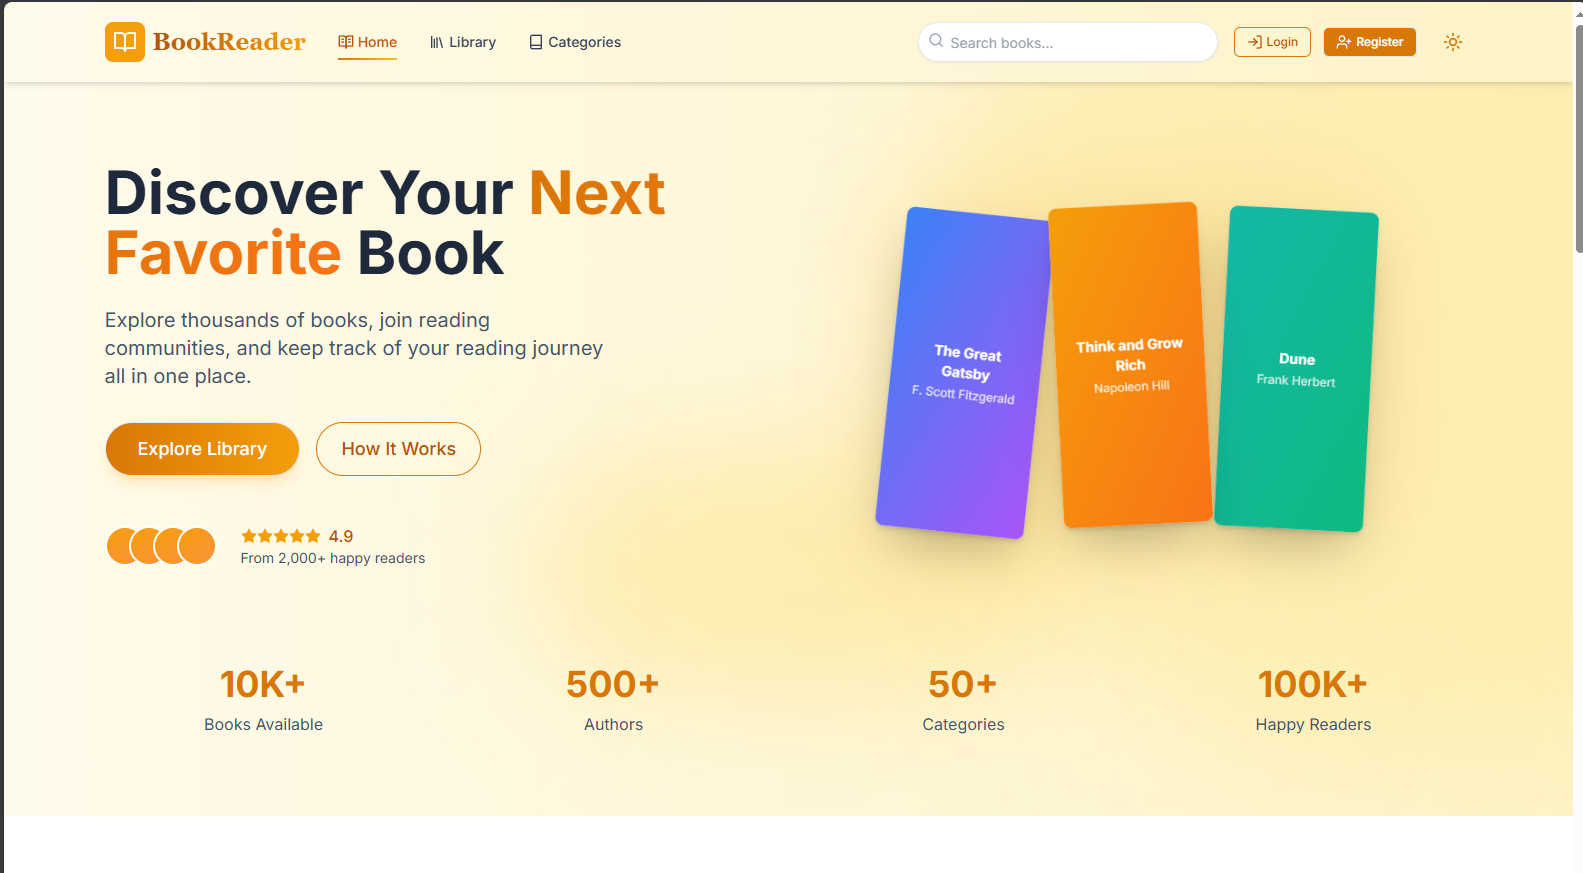 BookReader
Home
Library
Categories
Search books...
Login
Register
Discover Your Next
Favorite Book
Explore thousands of books, join reading
communities, and keep track of your reading journey
all in one place.
Explore Library
How It Works
4.9
From 2,000+ happy readers
The Great
Gatsby
F. Scott Fitzgerald
Think and Grow
Rich
Napoleon Hill
Dune
Frank Herbert
10K+
Books Available
500+
Authors
50+
Categories
100K+
Happy Readers